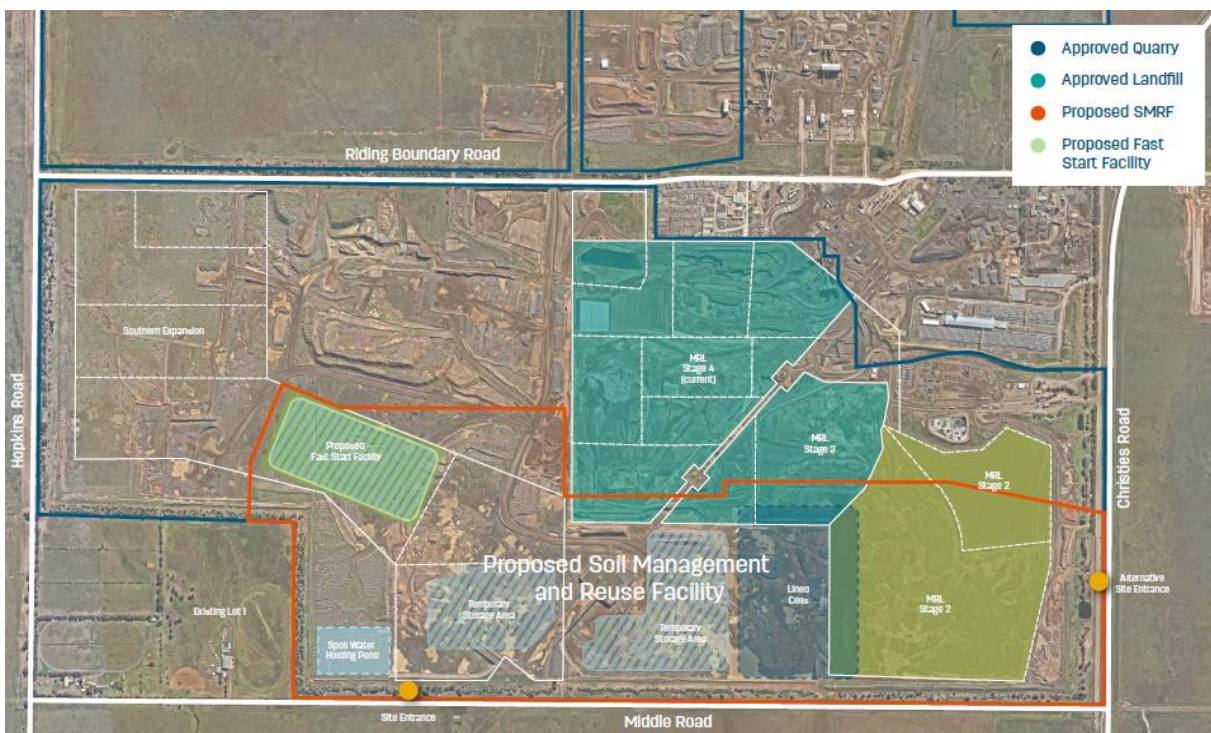 Approved Quarry
Approved Landfill
Proposed SMRF
Proposed Fast
Start Facility
Riding Boundary Road
Hopkins Road
Christies Road
Southern Expansion
MRL
Stage 4
(current)
MRL
Stage 3
MRL
Stage 2
Proposed
Fast Start Facility
Proposed Soil Management
and Reuse Facility
Alternative
Site Entrance
Lined
Cells
MRL
Stage 2
Existing Lot 1
Temporary
Storage Area
Temporary
Storage Area
Spoil Water
Holding Pond
Site Entrance
Middle Road